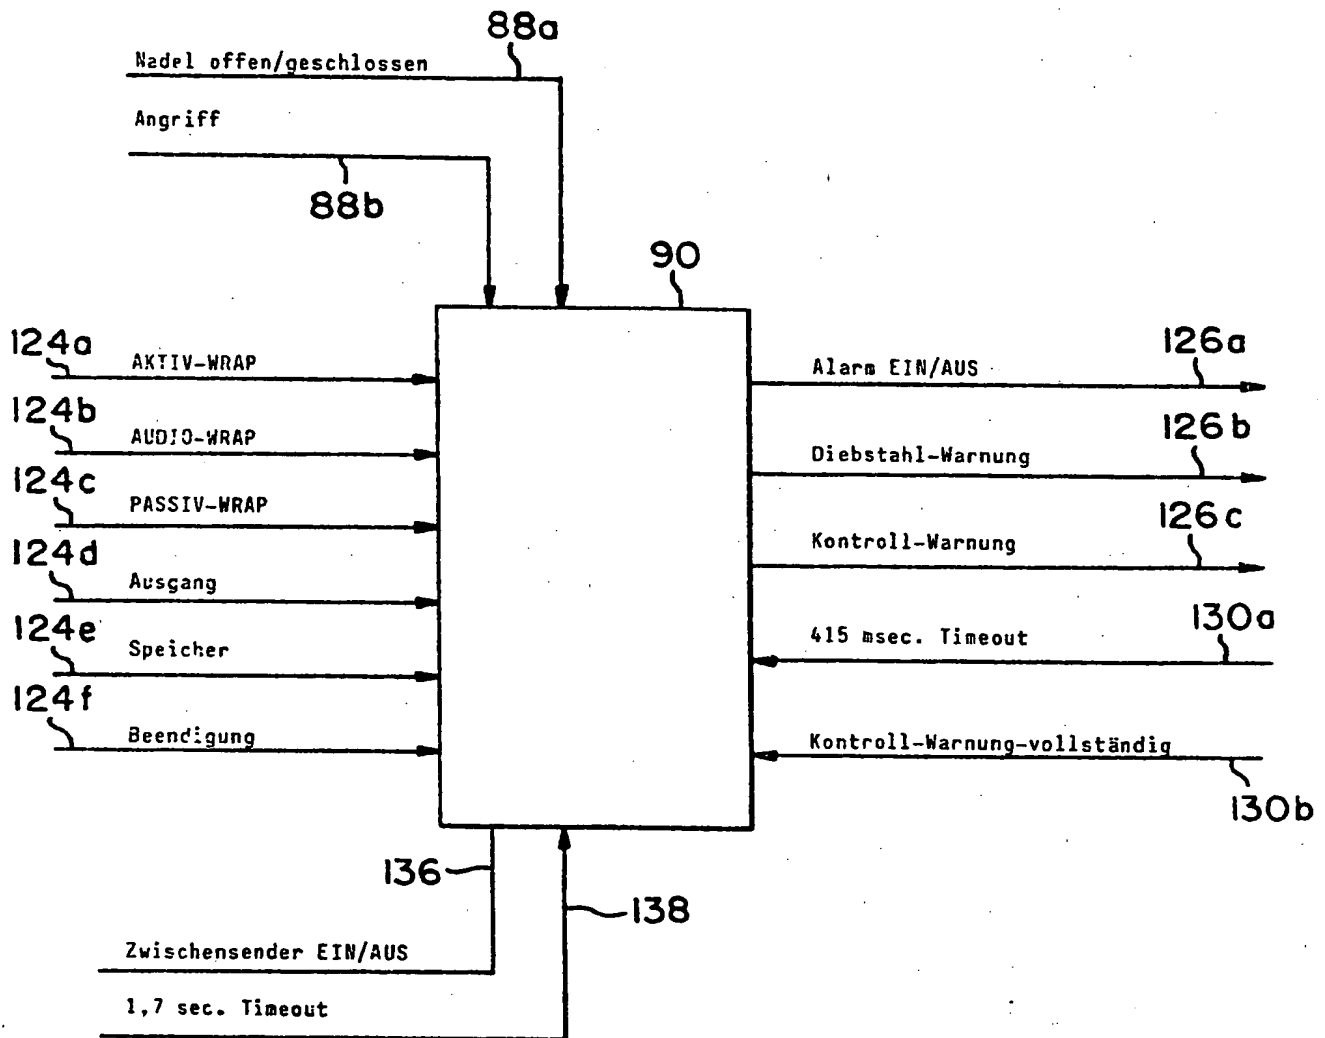 88a
Nadel offen/geschlossen
Angriff
88b
90
124a
AKTIV-WRAP
124b
AUDIO-WRAP
124c
PASSIV-WRAP
124d
Ausgang
124e
Speicher
124f
Beendigung
126a
Alarm EIN/AUS
126b
Diebstahl-Warnung
126c
Kontroll-Warnung
130a
415 msec. Timeout
Kontroll-Warnung-vollständig
130b
136
138
Zwischensender EIN/AUS
1,7 sec. Timeout